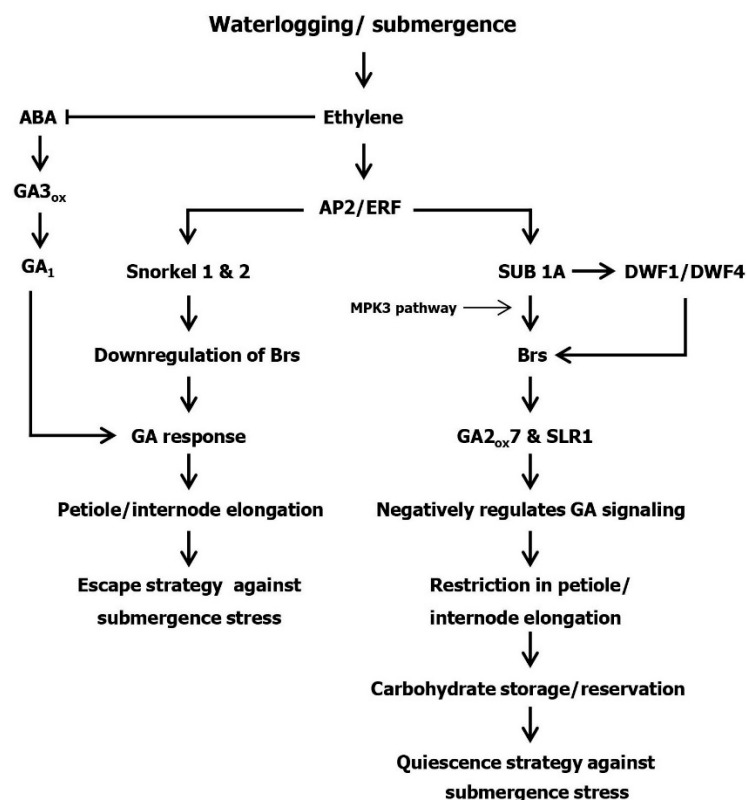 Waterlogging/ submergence
ABA
Ethylene
GA3ox
AP2/ERF
GA1
Snorkel 1 & 2
SUB 1A
DWF1/DWF4
MPK3 pathway
Downregulation of Brs
Brs
GA response
GA2ox7 & SLR1
Petiole/internode elongation
Negatively regulates GA signaling
Escape strategy against
submergence stress
Restriction in petiole/
internode elongation
Carbohydrate storage/reservation
Quiescence strategy against
submergence stress